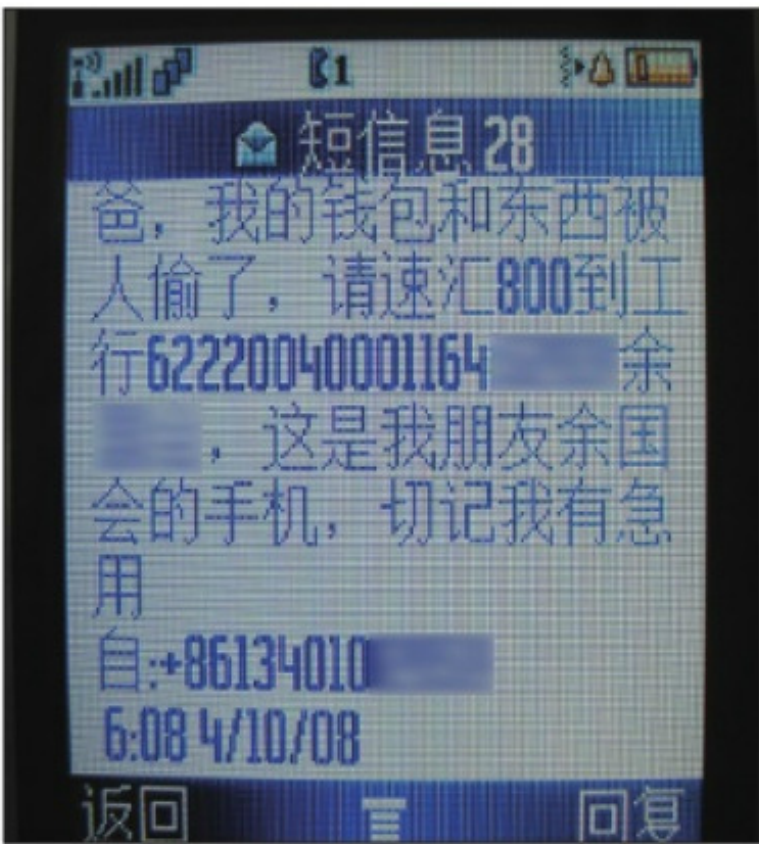 1
短信息 28
爸，我的钱包和东西被
人偷了，请速汇800到工
行62220040001164 余
，这是我朋友余国
会的手机，切记我有急
用
自:+86134010
6:08 4/10/08
返回 回复